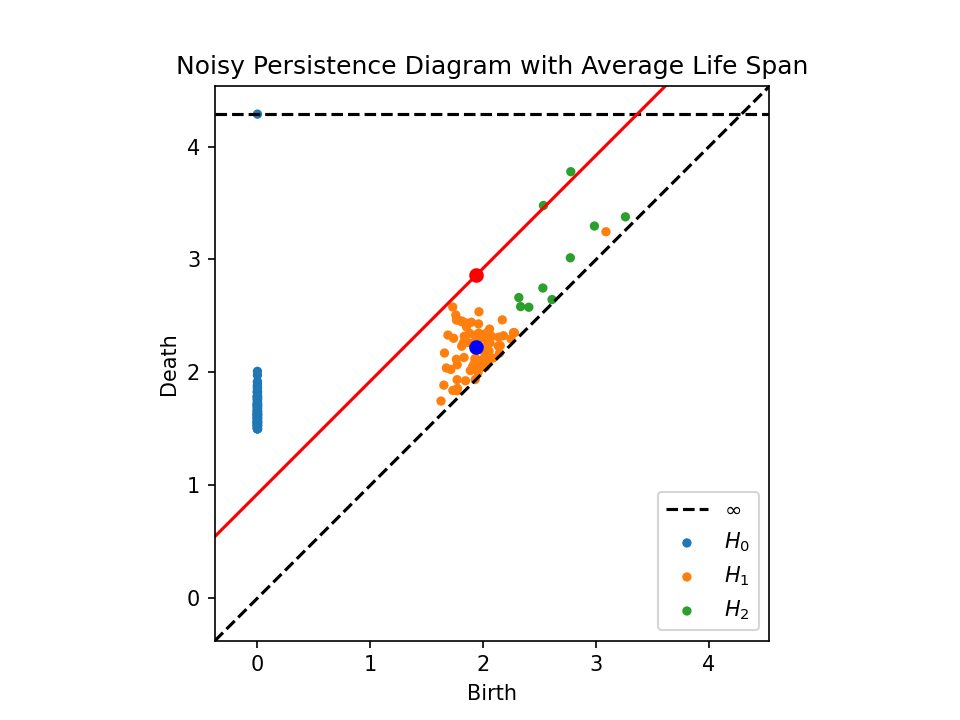 Noisy Persistence Diagram with Average Life Span
Death
4
3
2
1
0
0 1 2 3 4
Birth
∞
H₀
H₁
H₂